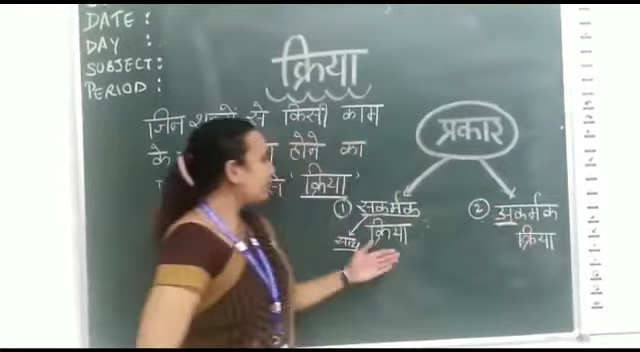 DATE :
DAY :
SUBJECT :
PERIOD :
क्रिया
जिन शब्दों से किसी काम
के होने का
से 'क्रिया'
प्रकार
① सकर्मक
क्रिया
② अकर्मक
क्रिया